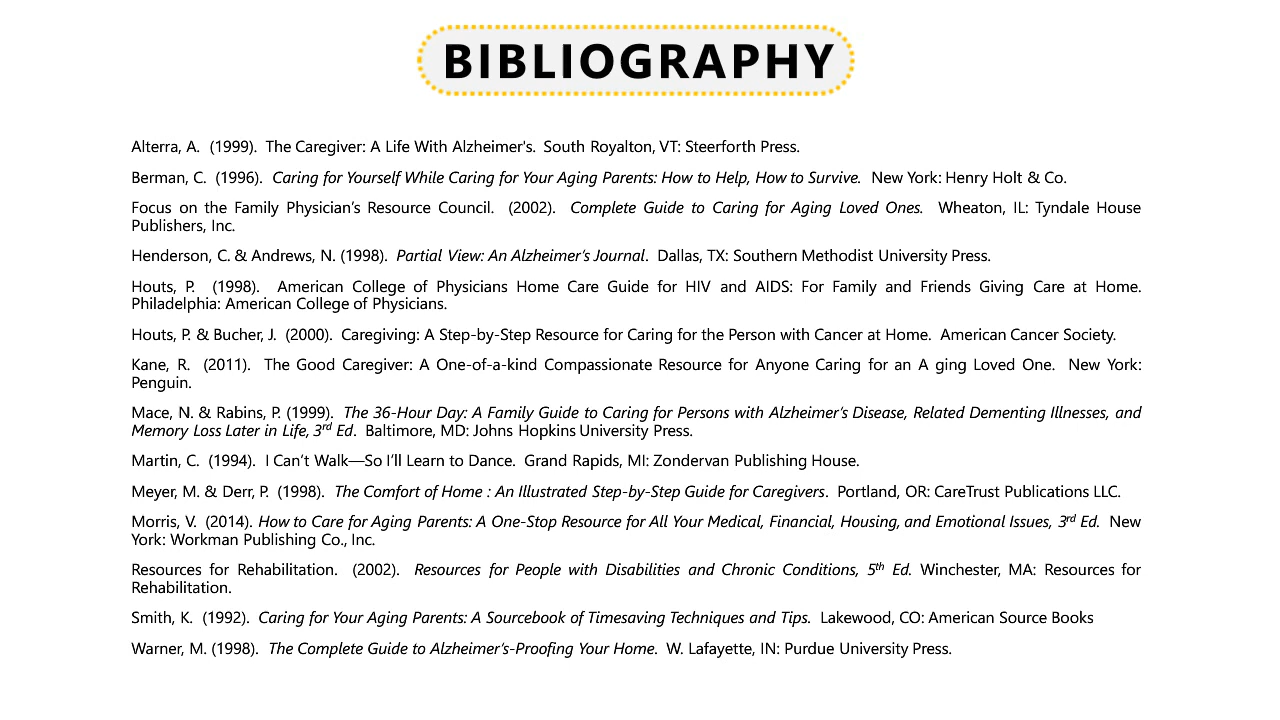 BIBLIOGRAPHY
Alterra, A.  (1999).  The Caregiver: A Life With Alzheimer's.  South Royalton, VT: Steerforth Press.
Berman, C.  (1996).  Caring for Yourself While Caring for Your Aging Parents: How to Help, How to Survive.  New York: Henry Holt & Co.
Focus on the Family Physician’s Resource Council.  (2002).  Complete Guide to Caring for Aging Loved Ones.  Wheaton, IL: Tyndale House
Publishers, Inc.
Henderson, C. & Andrews, N. (1998).  Partial View: An Alzheimer’s Journal.  Dallas, TX: Southern Methodist University Press.
Houts, P.  (1998).  American College of Physicians Home Care Guide for HIV and AIDS: For Family and Friends Giving Care at Home.
Philadelphia: American College of Physicians.
Houts, P. & Bucher, J.  (2000).  Caregiving: A Step-by-Step Resource for Caring for the Person with Cancer at Home.  American Cancer Society.
Kane, R.  (2011).  The Good Caregiver: A One-of-a-kind Compassionate Resource for Anyone Caring for an A ging Loved One.  New York:
Penguin.
Mace, N. & Rabins, P. (1999).  The 36-Hour Day: A Family Guide to Caring for Persons with Alzheimer’s Disease, Related Dementing Illnesses, and
Memory Loss Later in Life, 3rd Ed.  Baltimore, MD: Johns Hopkins University Press.
Martin, C.  (1994).  I Can’t Walk—So I’ll Learn to Dance.  Grand Rapids, MI: Zondervan Publishing House.
Meyer, M. & Derr, P.  (1998).  The Comfort of Home : An Illustrated Step-by-Step Guide for Caregivers.  Portland, OR: CareTrust Publications LLC.
Morris, V.  (2014). How to Care for Aging Parents: A One-Stop Resource for All Your Medical, Financial, Housing, and Emotional Issues, 3rd Ed.  New
York: Workman Publishing Co., Inc.
Resources for Rehabilitation.  (2002).  Resources for People with Disabilities and Chronic Conditions, 5th Ed. Winchester, MA: Resources for
Rehabilitation.
Smith, K.  (1992).  Caring for Your Aging Parents: A Sourcebook of Timesaving Techniques and Tips.  Lakewood, CO: American Source Books
Warner, M. (1998).  The Complete Guide to Alzheimer’s-Proofing Your Home.  W. Lafayette, IN: Purdue University Press.